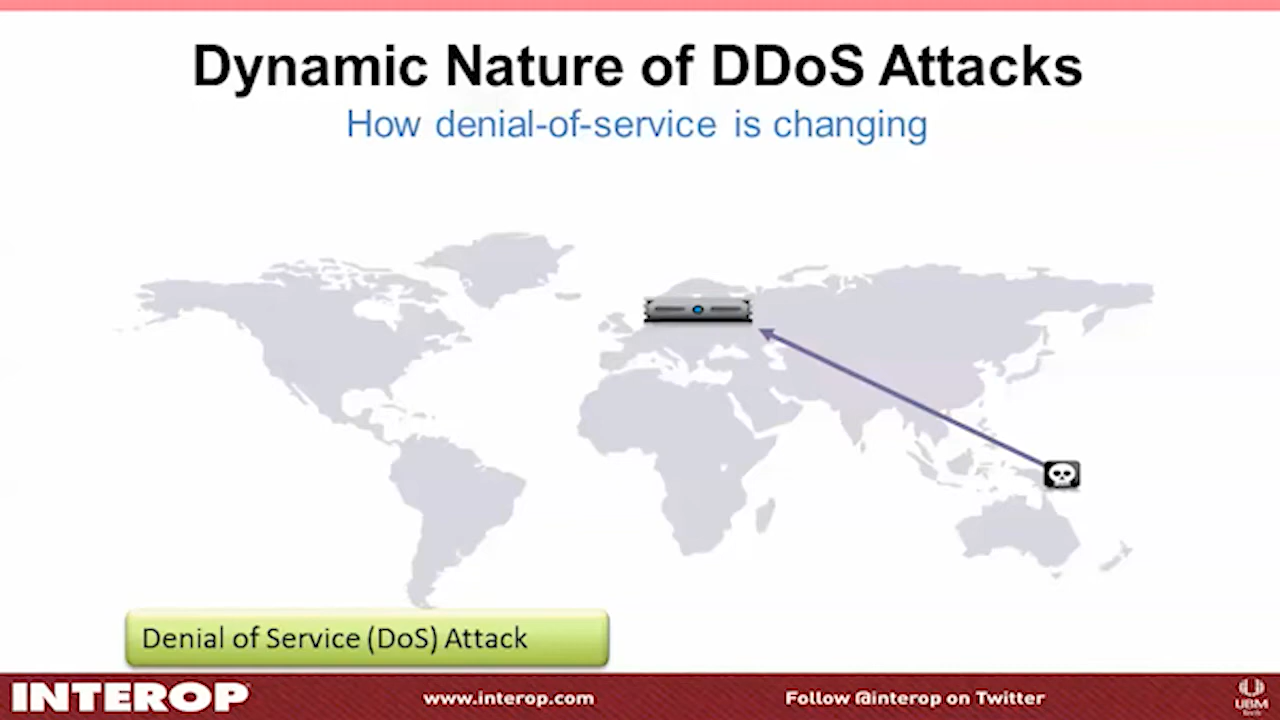 Dynamic Nature of DDoS Attacks
How denial-of-service is changing
Denial of Service (DoS) Attack
INTEROP
www.interop.com
Follow @interop on Twitter
UBM
Tech